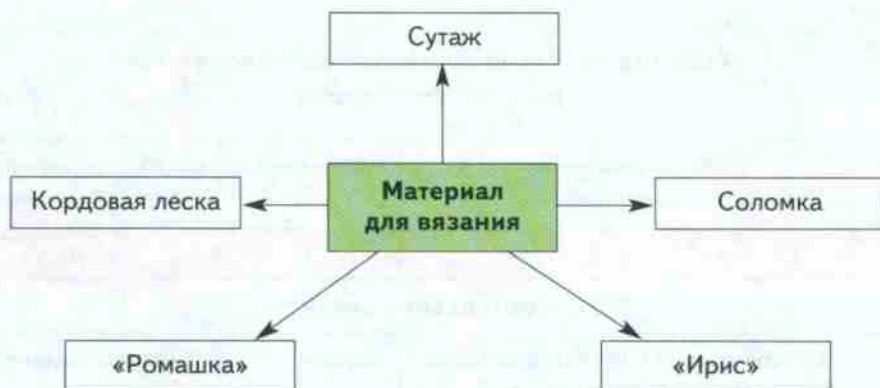 Сутаж
Кордовая леска
Материал
для вязания
Соломка
«Ромашка»
«Ирис»